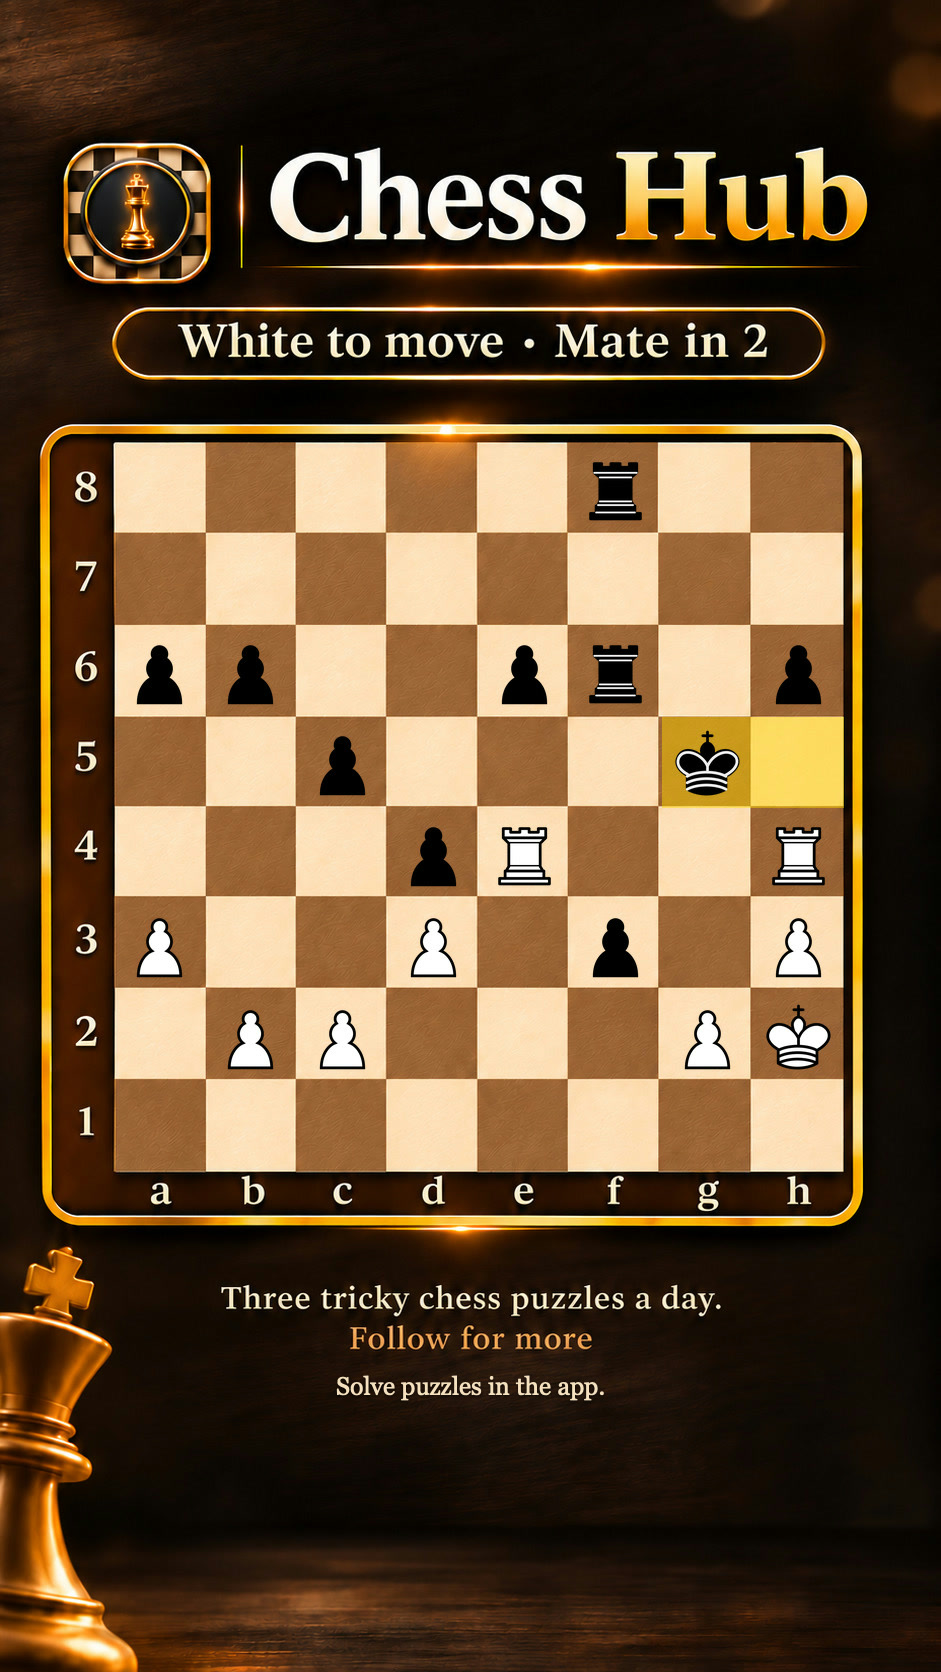 Chess Hub
White to move • Mate in 2
8
7
6
5
4
3
2
1
a b c d e f g h
Three tricky chess puzzles a day.
Follow for more
Solve puzzles in the app.